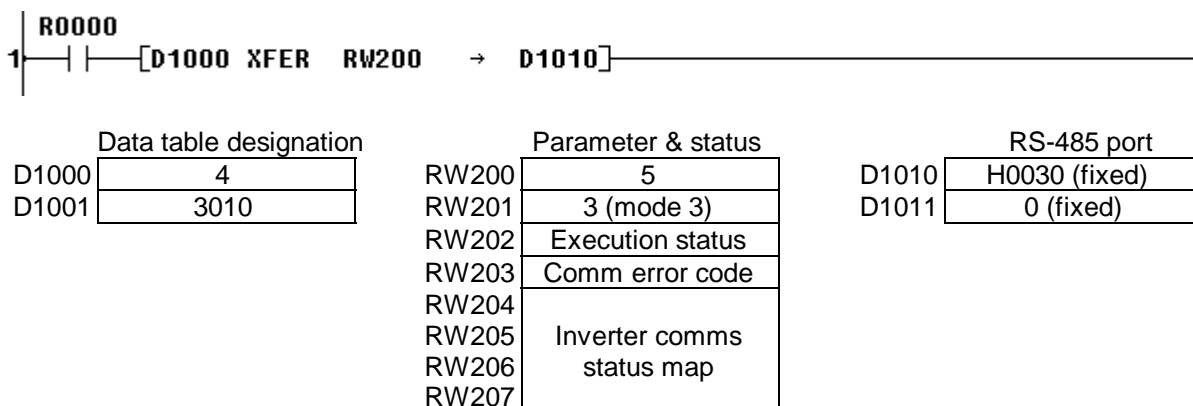 R0000
1 [D1000 XFER RW200 → D1010]
Data table designation Parameter & status RS-485 port
D1000 4 RW200 5 D1010 H0030 (fixed)
D1001 3010 RW201 3 (mode 3) D1011 0 (fixed)
RW202 Execution status
RW203 Comm error code
RW204
RW205 Inverter comms
RW206 status map
RW207